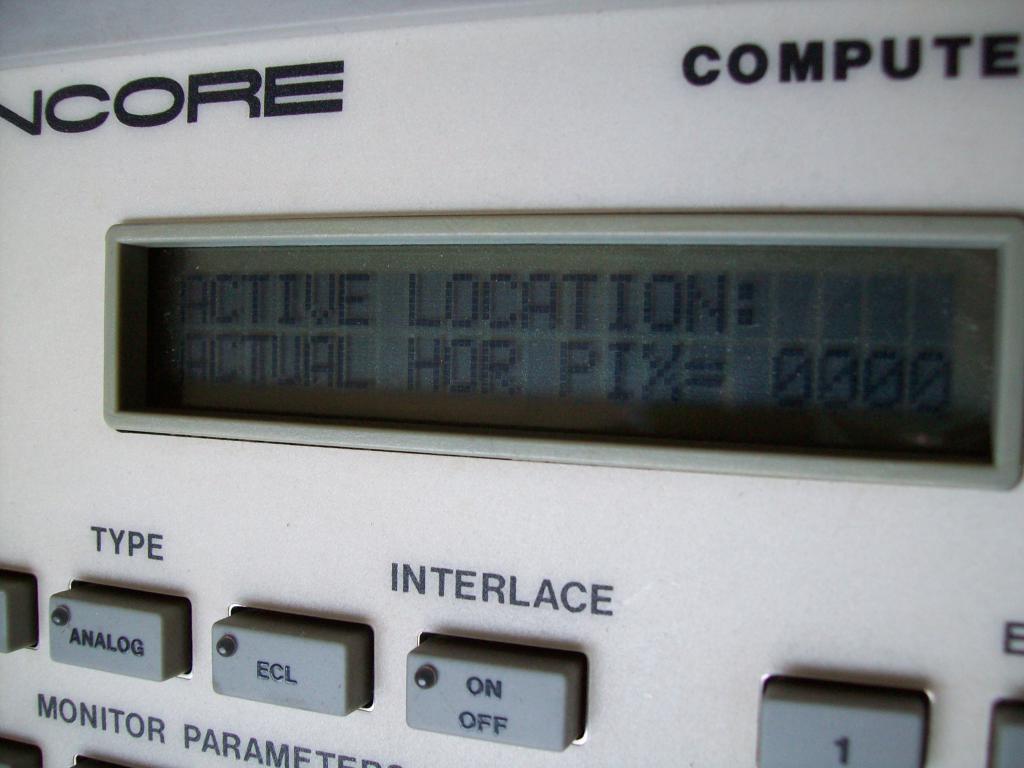 NCORE
COMPUTE
ACTIVE LOCATION:
ACTUAL HOR PIX= 0000
TYPE
INTERLACE
ANALOG
ECL
ON
OFF
1
E
MONITOR PARAMETERS